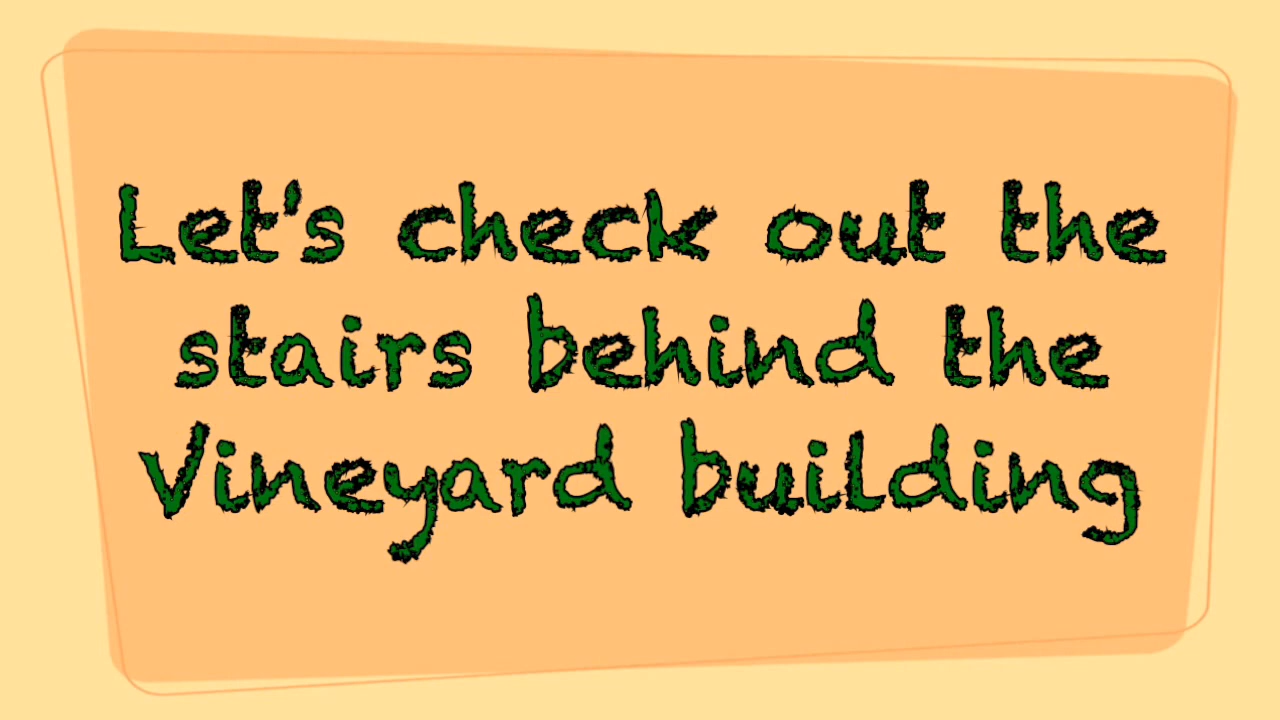 Let's check out the
stairs behind the
Vineyard building